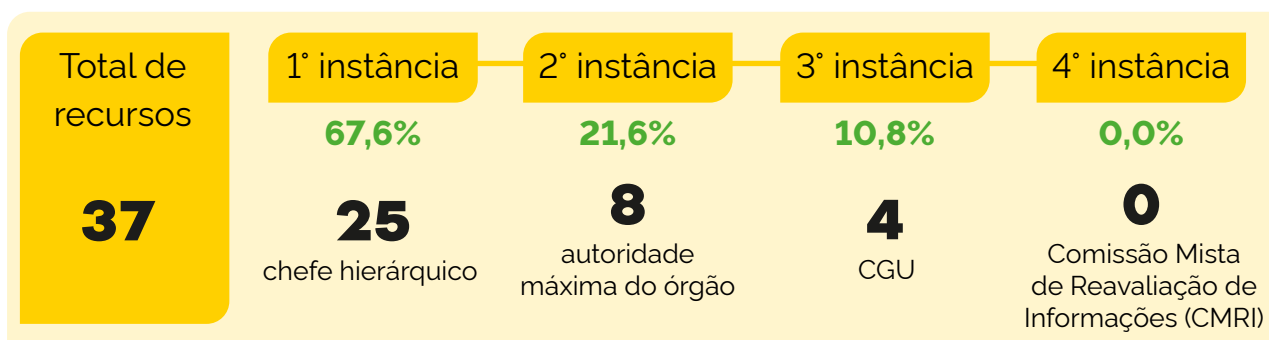 Total de
recursos
37
1° instância
67,6%
25
chefe hierárquico
2° instância
21,6%
8
autoridade
máxima do órgão
3° instância
10,8%
4
CGU
4° instância
0,0%
0
Comissão Mista
de Reavaliação de
Informações (CMRI)